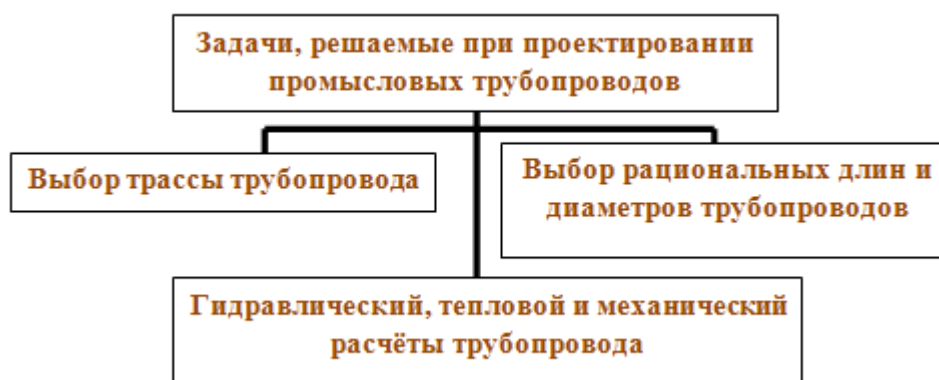 Задачи, решаемые при проектировании
промысловых трубопроводов
Выбор трассы трубопровода
Выбор рациональных длин и
диаметров трубопроводов
Гидравлический, тепловой и механический
расчёты трубопровода